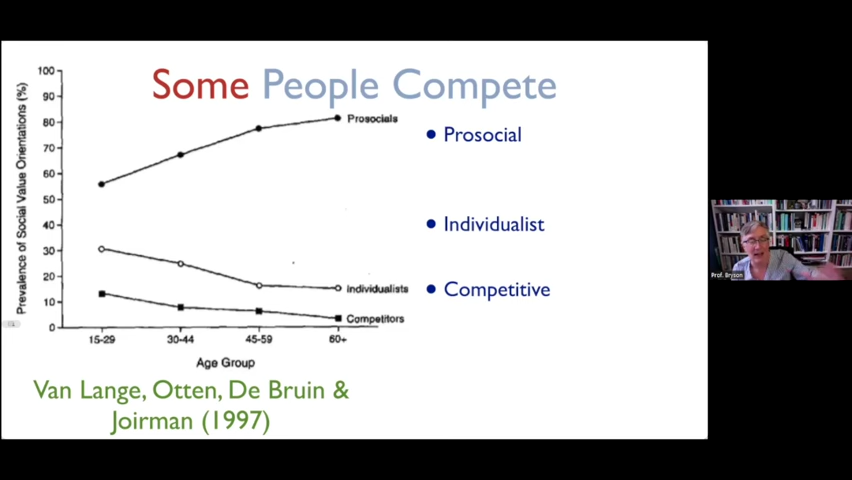 Some People Compete
Prevalence of Social Value Orientations (%)
100
90
80
70
60
50
40
30
20
10
0
15-29
30-44
45-59
60+
Age Group
Prosocials
Individualists
Competitors
• Prosocial
• Individualist
• Competitive
Van Lange, Otten, De Bruin &
Joirman (1997)
Prof. Bryson